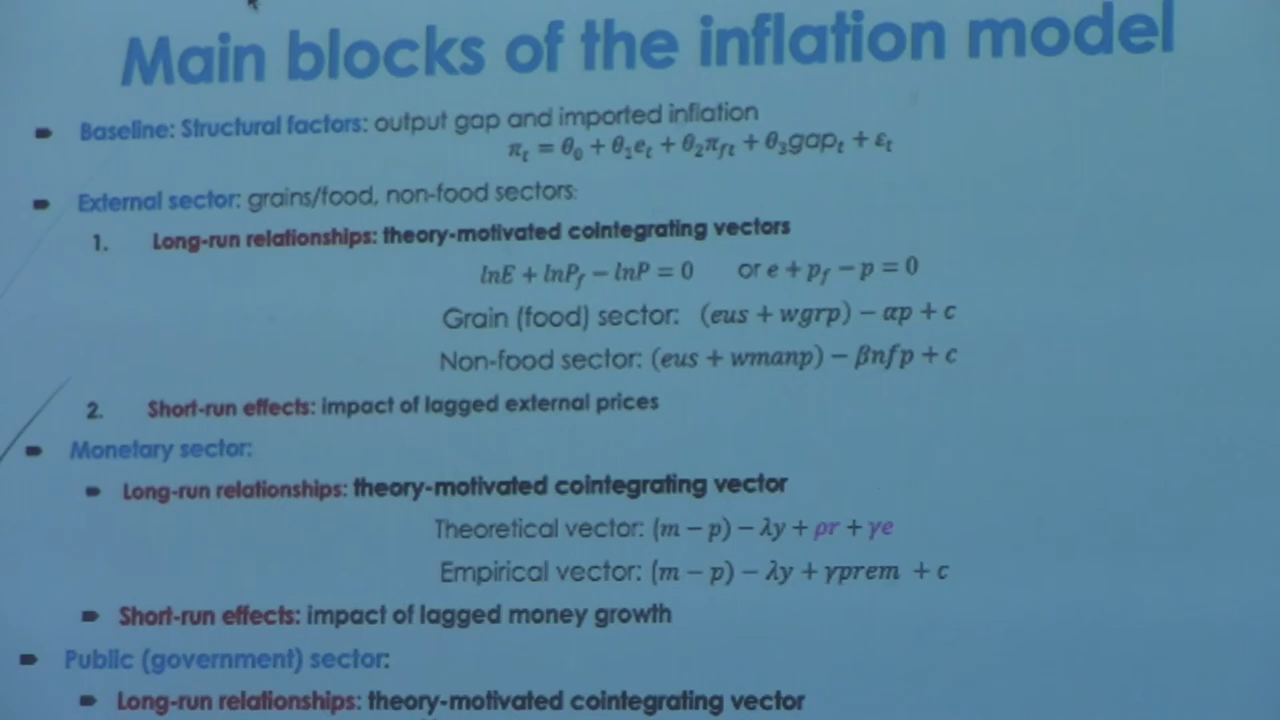 Main blocks of the inflation model
Baseline: Structural factors: output gap and imported inflation
πₜ = θ₀ + θ₁eₜ + θ₂π_fₜ + θ₃gapₜ + εₜ
External sector: grains/food, non-food sectors:
1. Long-run relationships: theory-motivated cointegrating vectors
lnE + lnP_f − lnP = 0 or e + p_f − p = 0
Grain (food) sector: (eus + wgrp) − αp + c
Non-food sector: (eus + wmanp) − βnfp + c
2. Short-run effects: impact of lagged external prices
Monetary sector:
Long-run relationships: theory-motivated cointegrating vector
Theoretical vector: (m − p) − λy + ρr + γe
Empirical vector: (m − p) − λy + γprem + c
Short-run effects: impact of lagged money growth
Public (government) sector:
Long-run relationships: theory-motivated cointegrating vector